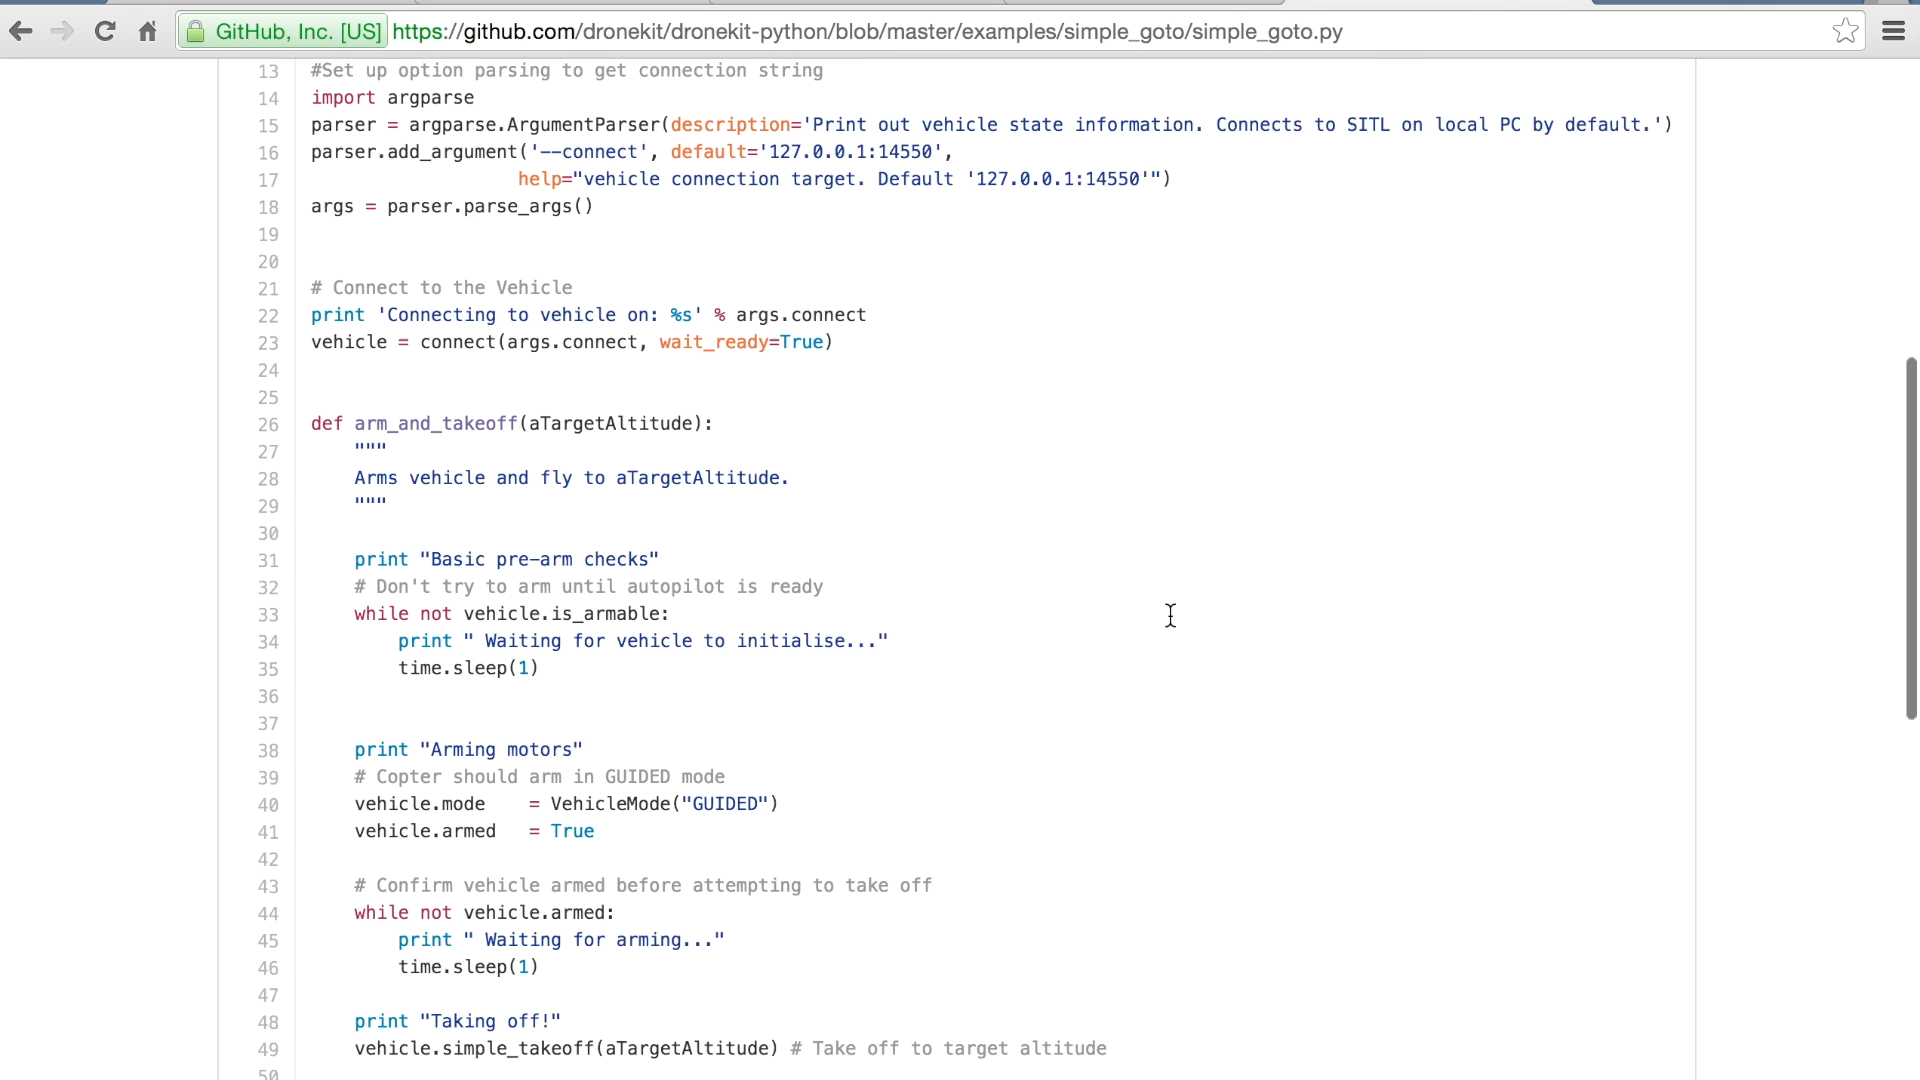 GitHub, Inc. [US] https://github.com/dronekit/dronekit-python/blob/master/examples/simple_goto/simple_goto.py
13 #Set up option parsing to get connection string
14 import argparse
15 parser = argparse.ArgumentParser(description='Print out vehicle state information. Connects to SITL on local PC by default.')
16 parser.add_argument('--connect', default='127.0.0.1:14550',
17 help="vehicle connection target. Default '127.0.0.1:14550'")
18 args = parser.parse_args()
19
20
21 # Connect to the Vehicle
22 print 'Connecting to vehicle on: %s' % args.connect
23 vehicle = connect(args.connect, wait_ready=True)
24
25
26 def arm_and_takeoff(aTargetAltitude):
27 """
28 Arms vehicle and fly to aTargetAltitude.
29 """
30
31 print "Basic pre-arm checks"
32 # Don't try to arm until autopilot is ready
33 while not vehicle.is_armable:
34 print " Waiting for vehicle to initialise..."
35 time.sleep(1)
36
37
38 print "Arming motors"
39 # Copter should arm in GUIDED mode
40 vehicle.mode    = VehicleMode("GUIDED")
41 vehicle.armed   = True
42
43 # Confirm vehicle armed before attempting to take off
44 while not vehicle.armed:
45 print " Waiting for arming..."
46 time.sleep(1)
47
48 print "Taking off!"
49 vehicle.simple_takeoff(aTargetAltitude) # Take off to target altitude
50